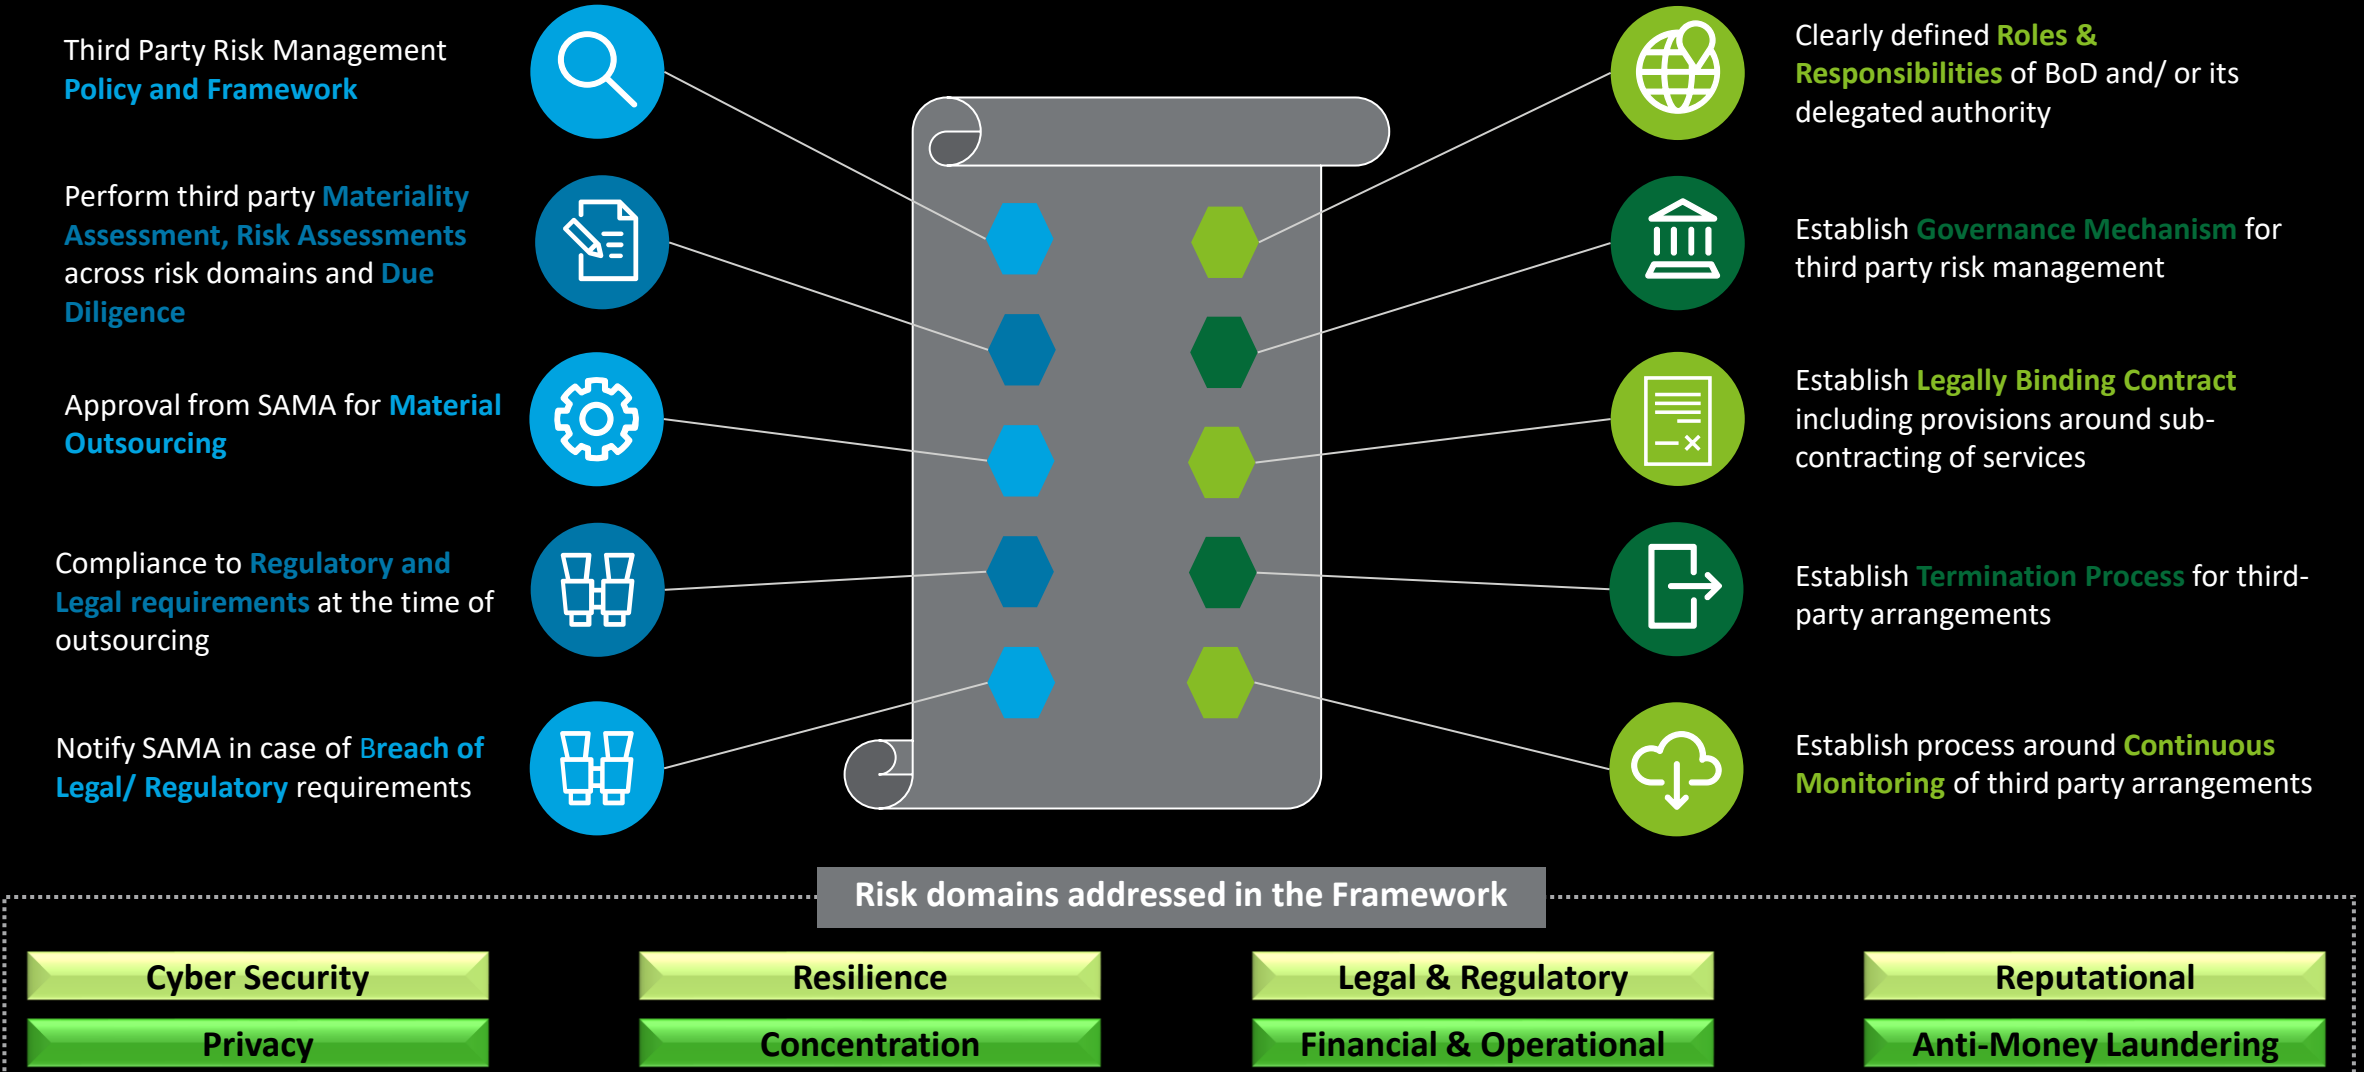 Third Party Risk Management
Policy and Framework
Perform third party Materiality
Assessment, Risk Assessments
across risk domains and Due
Diligence
Approval from SAMA for Material
Outsourcing
Compliance to Regulatory and
Legal requirements at the time of
outsourcing
Notify SAMA in case of Breach of
Legal/ Regulatory requirements
Clearly defined Roles &
Responsibilities of BoD and/ or its
delegated authority
Establish Governance Mechanism for
third party risk management
Establish Legally Binding Contract
including provisions around sub-
contracting of services
Establish Termination Process for third-
party arrangements
Establish process around Continuous
Monitoring of third party arrangements
Risk domains addressed in the Framework
Cyber Security
Resilience
Legal & Regulatory
Reputational
Privacy
Concentration
Financial & Operational
Anti-Money Laundering